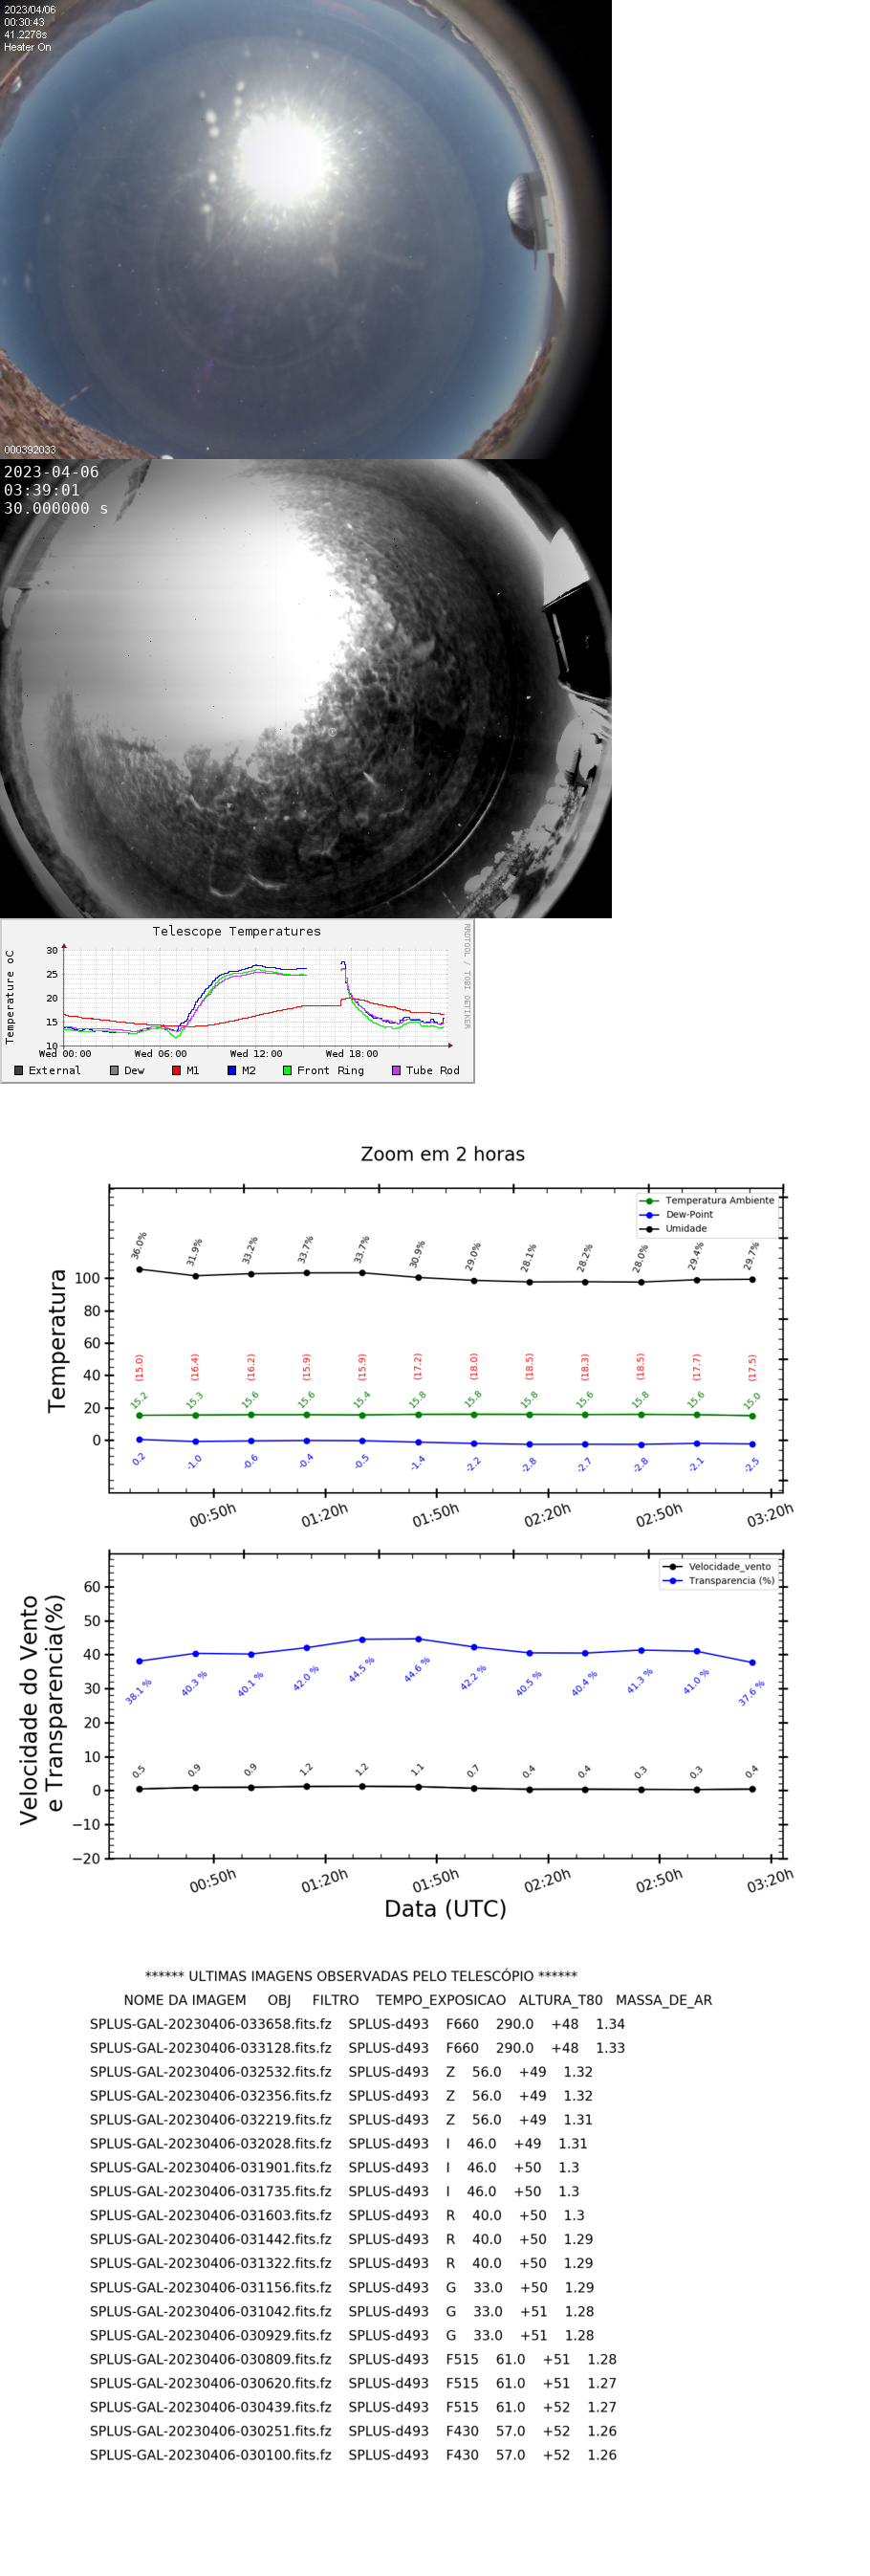 2023/04/06
00:30:43
41.2278s
Heater On
000392033
2023-04-06
03:39:01
30.000000 s
Telescope Temperatures
RRDTOOL / TOBI OETIKER
Temperature oC
30
25
20
15
10
Wed 00:00 Wed 06:00 Wed 12:00 Wed 18:00
External Dew M1 M2 Front Ring Tube Rod
Zoom em 2 horas
Temperatura Ambiente
Dew-Point
Umidade
Temperatura
36.0% 31.9% 33.2% 33.7% 33.7% 30.9% 29.0% 28.1% 28.2% 28.0% 29.4% 29.7%
100
80
60
40
20
0
(15.0) (16.4) (16.2) (15.9) (15.9) (17.2) (18.0) (18.5) (18.3) (18.5) (17.7) (17.5)
15.2 15.3 15.6 15.6 15.4 15.8 15.8 15.8 15.6 15.8 15.6 15.0
0.2 -1.0 -0.6 -0.4 -0.5 -1.4 -2.2 -2.8 -2.7 -2.8 -2.1 -2.5
00:50h 01:20h 01:50h 02:20h 02:50h 03:20h
Velocidade_vento
Transparencia (%)
Velocidade do Vento
e Transparencia(%)
60
50
40
30
20
10
0
−10
−20
38.1 % 40.3 % 40.1 % 42.0 % 44.5 % 44.6 % 42.2 % 40.5 % 40.4 % 41.3 % 41.0 % 37.6 %
0.5 0.9 0.9 1.2 1.2 1.1 0.7 0.4 0.4 0.3 0.3 0.4
00:50h 01:20h 01:50h 02:20h 02:50h 03:20h
Data (UTC)
****** ULTIMAS IMAGENS OBSERVADAS PELO TELESCÓPIO ******
NOME DA IMAGEM OBJ FILTRO TEMPO_EXPOSICAO ALTURA_T80 MASSA_DE_AR
SPLUS-GAL-20230406-033658.fits.fz SPLUS-d493 F660 290.0 +48 1.34
SPLUS-GAL-20230406-033128.fits.fz SPLUS-d493 F660 290.0 +48 1.33
SPLUS-GAL-20230406-032532.fits.fz SPLUS-d493 Z 56.0 +49 1.32
SPLUS-GAL-20230406-032356.fits.fz SPLUS-d493 Z 56.0 +49 1.32
SPLUS-GAL-20230406-032219.fits.fz SPLUS-d493 Z 56.0 +49 1.31
SPLUS-GAL-20230406-032028.fits.fz SPLUS-d493 I 46.0 +49 1.31
SPLUS-GAL-20230406-031901.fits.fz SPLUS-d493 I 46.0 +50 1.3
SPLUS-GAL-20230406-031735.fits.fz SPLUS-d493 I 46.0 +50 1.3
SPLUS-GAL-20230406-031603.fits.fz SPLUS-d493 R 40.0 +50 1.3
SPLUS-GAL-20230406-031442.fits.fz SPLUS-d493 R 40.0 +50 1.29
SPLUS-GAL-20230406-031322.fits.fz SPLUS-d493 R 40.0 +50 1.29
SPLUS-GAL-20230406-031156.fits.fz SPLUS-d493 G 33.0 +50 1.29
SPLUS-GAL-20230406-031042.fits.fz SPLUS-d493 G 33.0 +51 1.28
SPLUS-GAL-20230406-030929.fits.fz SPLUS-d493 G 33.0 +51 1.28
SPLUS-GAL-20230406-030809.fits.fz SPLUS-d493 F515 61.0 +51 1.28
SPLUS-GAL-20230406-030620.fits.fz SPLUS-d493 F515 61.0 +51 1.27
SPLUS-GAL-20230406-030439.fits.fz SPLUS-d493 F515 61.0 +52 1.27
SPLUS-GAL-20230406-030251.fits.fz SPLUS-d493 F430 57.0 +52 1.26
SPLUS-GAL-20230406-030100.fits.fz SPLUS-d493 F430 57.0 +52 1.26